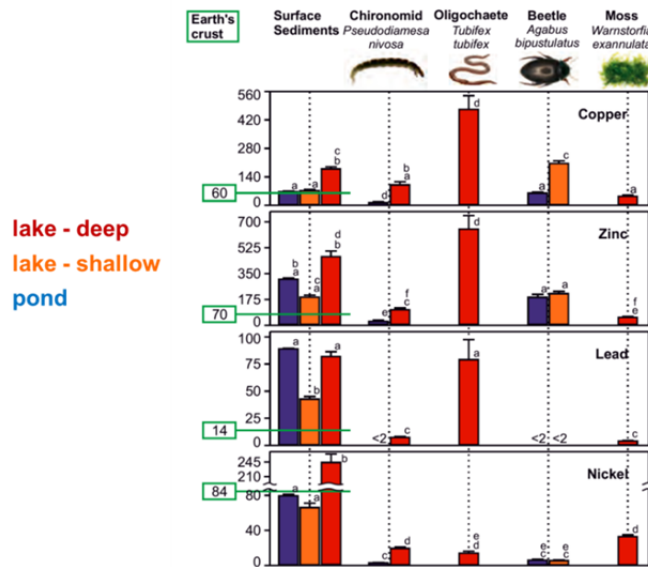 Earth's crust
Surface Sediments
Chironomid
Pseudodiamesa nivosa
Oligochaete
Tubifex tubifex
Beetle
Agabus bipustulatus
Moss
Warnstorfia exannulata
lake - deep
lake - shallow
pond
560
420
280
140
0
60
Copper
a a c b
d b a
d
a c
a
700
525
350
175
0
70
Zinc
b a c a d b
e f c
d
a a
f e
100
75
50
25
0
14
Lead
a b a
<2 c
a
<2 <2
c
245
210
84
80
40
0
Nickel
a a b
c d
e d
e c e c
d